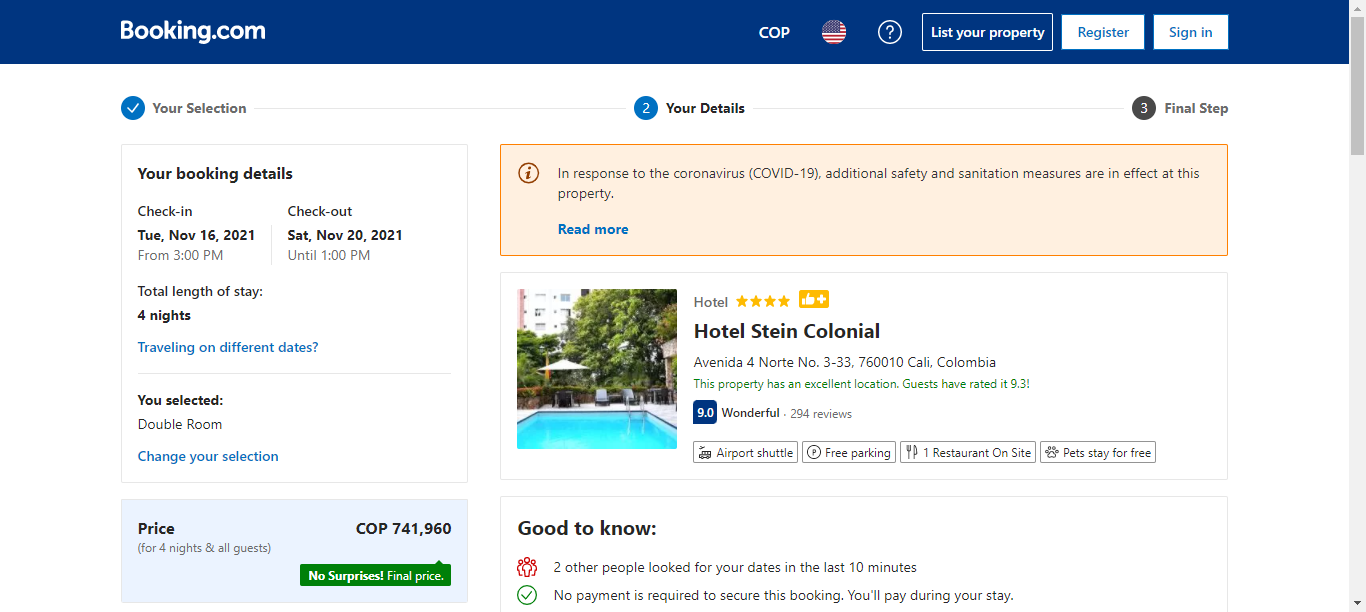 Booking.com
COP
?
List your property
Register
Sign in
Your Selection
2 Your Details
3 Final Step
Your booking details
Check-in
Tue, Nov 16, 2021
From 3:00 PM
Check-out
Sat, Nov 20, 2021
Until 1:00 PM
Total length of stay:
4 nights
Traveling on different dates?
You selected:
Double Room
Change your selection
Price COP 741,960
(for 4 nights & all guests)
No Surprises! Final price.
i
In response to the coronavirus (COVID-19), additional safety and sanitation measures are in effect at this
property.
Read more
Hotel
Hotel Stein Colonial
Avenida 4 Norte No. 3-33, 760010 Cali, Colombia
This property has an excellent location. Guests have rated it 9.3!
9.0 Wonderful · 294 reviews
Airport shuttle
P Free parking
1 Restaurant On Site
Pets stay for free
Good to know:
2 other people looked for your dates in the last 10 minutes
No payment is required to secure this booking. You'll pay during your stay.